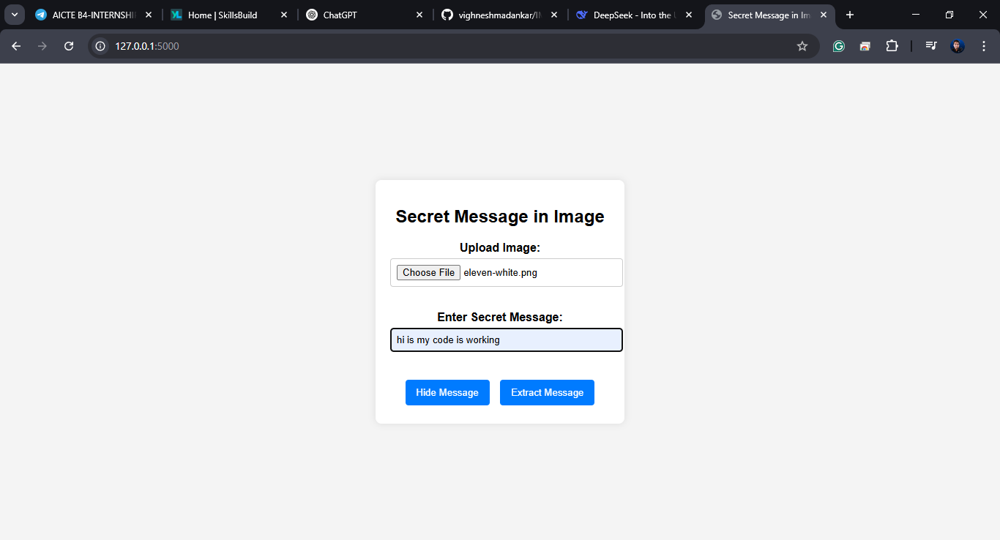 AICTE B4-INTERNSHI
Home | SkillsBuild
ChatGPT
vighneshmadankar/
DeepSeek - Into the
Secret Message in Im
127.0.0.1:5000
Secret Message in Image
Upload Image:
Choose File eleven-white.png
Enter Secret Message:
hi is my code is working
Hide Message
Extract Message